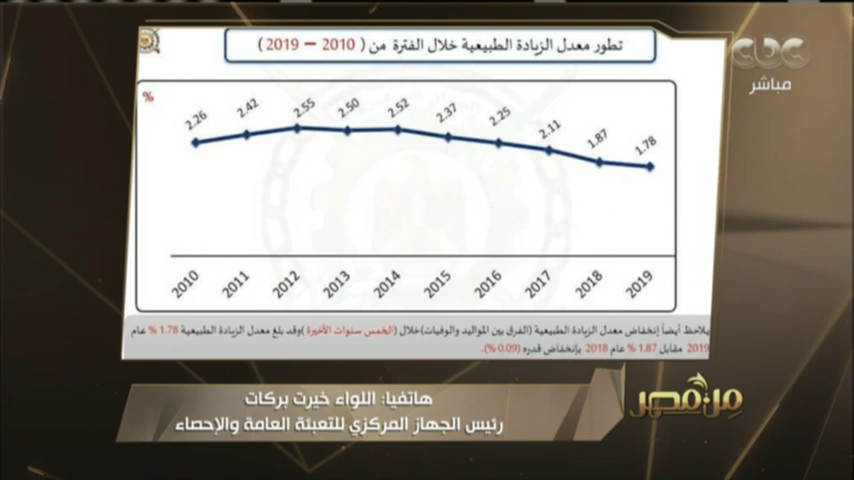 تطور معدل الزيادة الطبيعية خلال الفترة من ( 2010 – 2019 )
cbc
مباشر
%
2.26 2.42 2.55 2.50 2.52 2.37 2.25 2.11 1.87 1.78
2010 2011 2012 2013 2014 2015 2016 2017 2018 2019
يلاحظ أيضاً إنخفاض معدل الزيادة الطبيعية (الفرق بين المواليد والوفيات) خلال (الخمس سنوات الأخيرة )وقد بلغ معدل الزيادة الطبيعية 1.78 % عام
2019 مقابل 1.87 % عام 2018 بإنخفاض قدره (0.09 %).
هاتفيا: اللواء خيرت بركات
رئيس الجهاز المركزي للتعبئة العامة والإحصاء
من مصر